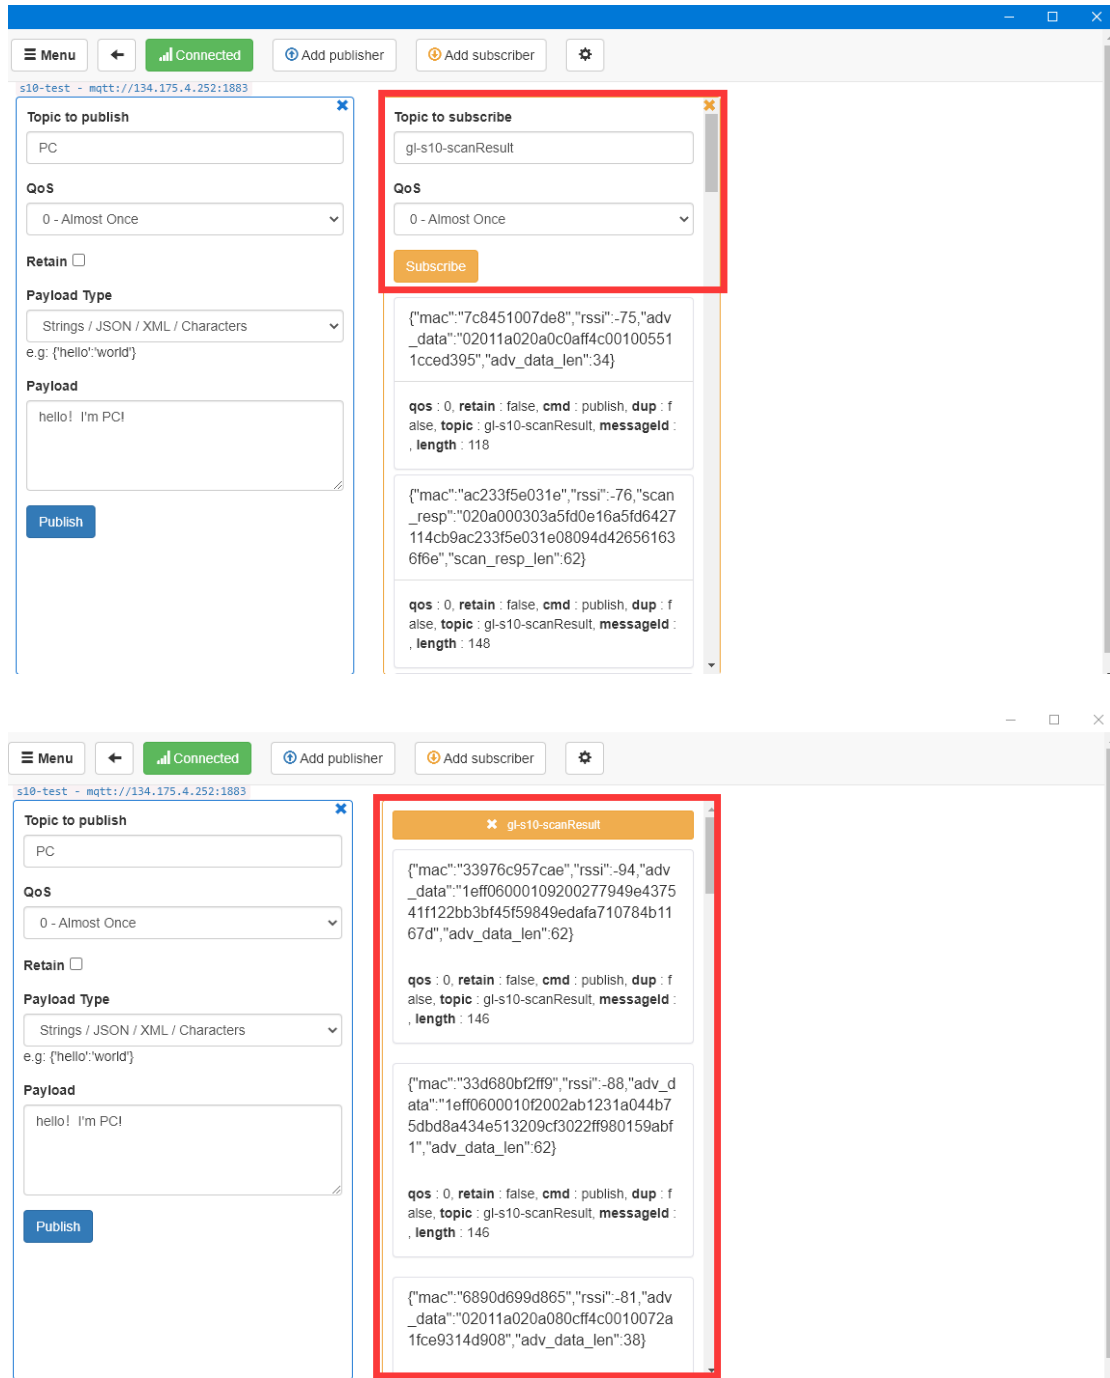 Menu
Connected
Add publisher
Add subscriber
s10-test - mqtt://134.175.4.252:1883
Topic to publish
PC
QoS
0 - Almost Once
Retain
Payload Type
Strings / JSON / XML / Characters
e.g: {'hello':'world'}
Payload
hello！I'm PC!
Publish
Topic to subscribe
gl-s10-scanResult
QoS
0 - Almost Once
Subscribe
{"mac":"7c8451007de8","rssi":-75,"adv
_data":"02011a020a0c0aff4c00100551
1cced395","adv_data_len":34}
qos : 0, retain : false, cmd : publish, dup : f
alse, topic : gl-s10-scanResult, messageId :
, length : 118
{"mac":"ac233f5e031e","rssi":-76,"scan
_resp":"020a000303a5fd0e16a5fd6427
114cb9ac233f5e031e08094d42656163
6f6e","scan_resp_len":62}
qos : 0, retain : false, cmd : publish, dup : f
alse, topic : gl-s10-scanResult, messageId :
, length : 148
Menu
Connected
Add publisher
Add subscriber
s10-test - mqtt://134.175.4.252:1883
Topic to publish
PC
QoS
0 - Almost Once
Retain
Payload Type
Strings / JSON / XML / Characters
e.g: {'hello':'world'}
Payload
hello！I'm PC!
Publish
gl-s10-scanResult
{"mac":"33976c957cae","rssi":-94,"adv
_data":"1eff06000109200277949e4375
41f122bb3bf45f59849edafa710784b11
67d","adv_data_len":62}
qos : 0, retain : false, cmd : publish, dup : f
alse, topic : gl-s10-scanResult, messageId :
, length : 146
{"mac":"33d680bf2ff9","rssi":-88,"adv_d
ata":"1eff0600010f2002ab1231a044b7
5dbd8a434e513209cf3022ff980159abf
1","adv_data_len":62}
qos : 0, retain : false, cmd : publish, dup : f
alse, topic : gl-s10-scanResult, messageId :
, length : 146
{"mac":"6890d699d865","rssi":-81,"adv
_data":"02011a020a080cff4c0010072a
1fce9314d908","adv_data_len":38}